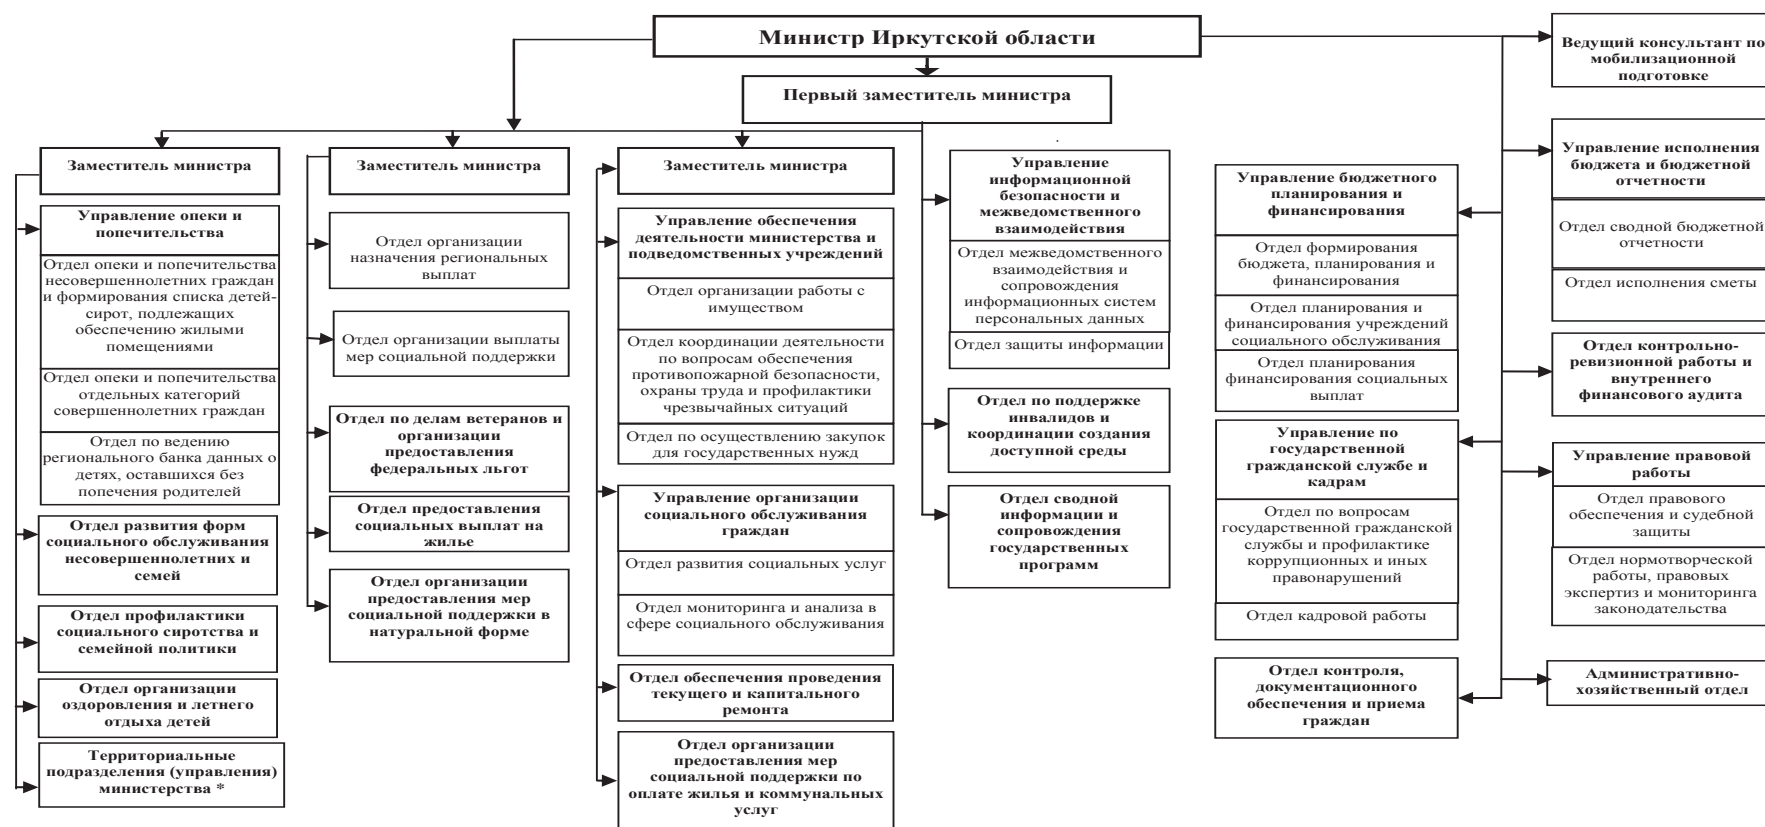 Министр Иркутской области
Первый заместитель министра
Заместитель министра
Управление опеки и
попечительства
Отдел опеки и попечительства
несовершеннолетних граждан
и формирования списка детей-
сирот, подлежащих
обеспечению жилыми
помещениями
Отдел опеки и попечительства
отдельных категорий
совершеннолетних граждан
Отдел по ведению
регионального банка данных о
детях, оставшихся без
попечения родителей
Отдел развития форм
социального обслуживания
несовершеннолетних и
семей
Отдел профилактики
социального сиротства и
семейной политики
Отдел организации
оздоровления и летнего
отдыха детей
Территориальные
подразделения (управления)
министерства *
Заместитель министра
Отдел организации
назначения региональных
выплат
Отдел организации выплаты
мер социальной поддержки
Отдел по делам ветеранов и
организации
предоставления
федеральных льгот
Отдел предоставления
социальных выплат на
жилье
Отдел организации
предоставления мер
социальной поддержки в
натуральной форме
Заместитель министра
Управление обеспечения
деятельности министерства и
подведомственных учреждений
Отдел организации работы с
имуществом
Отдел координации деятельности
по вопросам обеспечения
противопожарной безопасности,
охраны труда и профилактики
чрезвычайных ситуаций
Отдел по осуществлению закупок
для государственных нужд
Управление организации
социального обслуживания
граждан
Отдел развития социальных услуг
Отдел мониторинга и анализа в
сфере социального обслуживания
Отдел обеспечения проведения
текущего и капитального
ремонта
Отдел организации
предоставления мер
социальной поддержки по
оплате жилья и коммунальных
услуг
Управление
информационной
безопасности и
межведомственного
взаимодействия
Отдел межведомственного
взаимодействия и
сопровождения
информационных систем
персональных данных
Отдел защиты информации
Отдел по поддержке
инвалидов и
координации создания
доступной среды
Отдел сводной
информации и
сопровождения
государственных
программ
Управление бюджетного
планирования и
финансирования
Отдел формирования
бюджета, планирования и
финансирования
Отдел планирования и
финансирования учреждений
социального обслуживания
Отдел планирования
финансирования социальных
выплат
Управление по
государственной
гражданской службе и
кадрам
Отдел по вопросам
государственной гражданской
службы и профилактике
коррупционных и иных
правонарушений
Отдел кадровой работы
Отдел контроля,
документационного
обеспечения и приема
граждан
Ведущий консультант по
мобилизационной
подготовке
Управление исполнения
бюджета и бюджетной
отчетности
Отдел сводной бюджетной
отчетности
Отдел исполнения сметы
Отдел контрольно-
ревизионной работы и
внутреннего
финансового аудита
Управление правовой
работы
Отдел правового
обеспечения и судебной
защиты
Отдел нормотворческой
работы, правовых
экспертиз и мониторинга
законодательства
Административно-
хозяйственный отдел